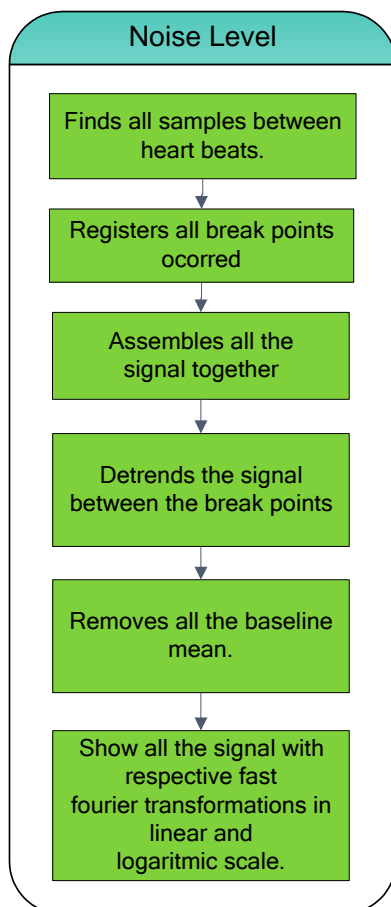 Noise Level
Finds all samples between
heart beats.
Registers all break points
ocorred
Assembles all the
signal together
Detrends the signal
between the break points
Removes all the baseline
mean.
Show all the signal with
respective fast
fourier transformations in
linear and
logaritmic scale.